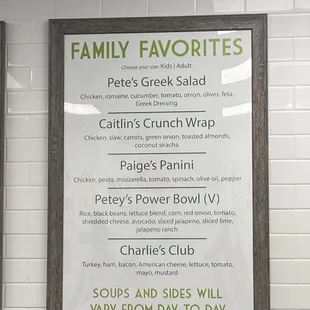 FAMILY FAVORITES
Choose your size: Kids | Adult
Pete's Greek Salad
Chicken, romaine, cucumber, tomato, onion, olives, feta,
Greek Dressing
Caitlin's Crunch Wrap
Chicken, slaw, carrots, green onion, toasted almonds,
coconut siracha
Paige's Panini
Chicken, pesto, mozzarella, tomato, spinach, olive oil, pepper
Petey's Power Bowl (V)
Rice, black beans, lettuce blend, corn, red onion, tomato,
shredded cheese, avocado, sliced jalapeno, sliced lime,
jalapeno ranch
Charlie's Club
Turkey, ham, bacon, American cheese, lettuce, tomato,
mayo, mustard
SOUPS AND SIDES WILL
VARY FROM DAY TO DAY